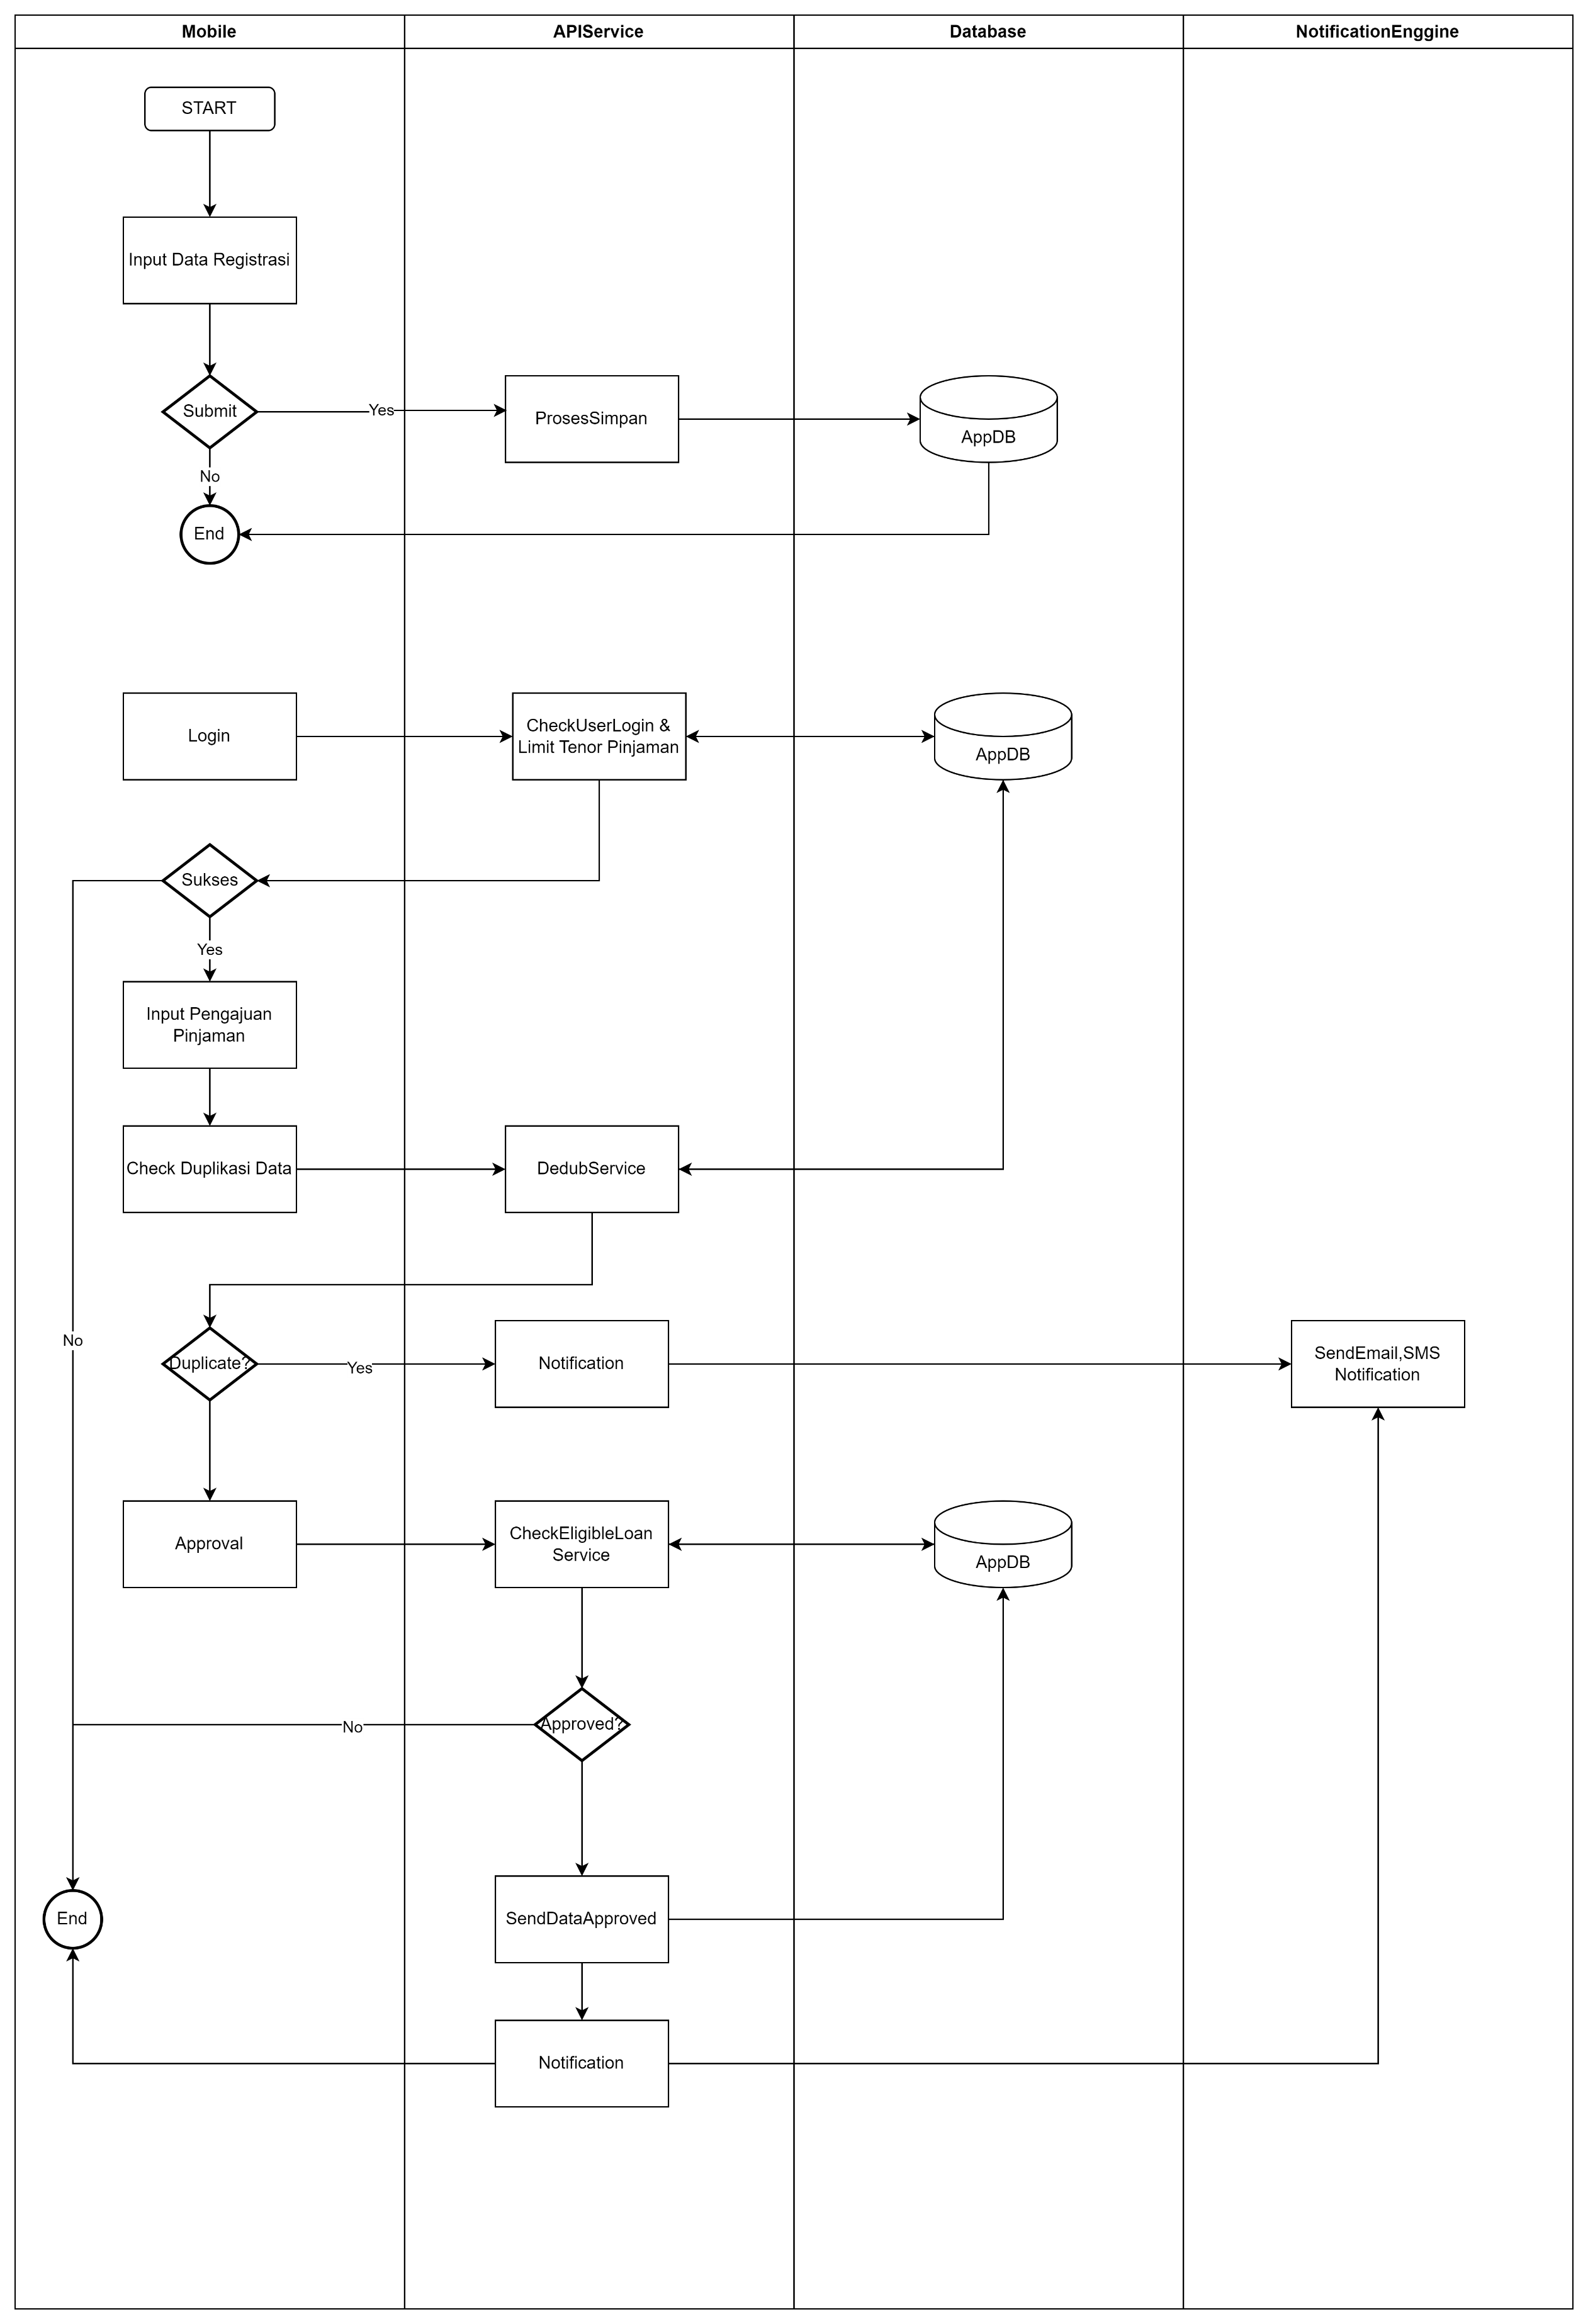 Mobile
APIService
Database
NotificationEnggine
START
Input Data Registrasi
Submit
Yes
ProsesSimpan
AppDB
No
End
Login
CheckUserLogin &
Limit Tenor Pinjaman
AppDB
Sukses
Yes
Input Pengajuan
Pinjaman
Check Duplikasi Data
DedubService
No
Duplicate?
Yes
Notification
SendEmail,SMS
Notification
Approval
CheckEligibleLoan
Service
AppDB
Approved?
No
End
SendDataApproved
Notification